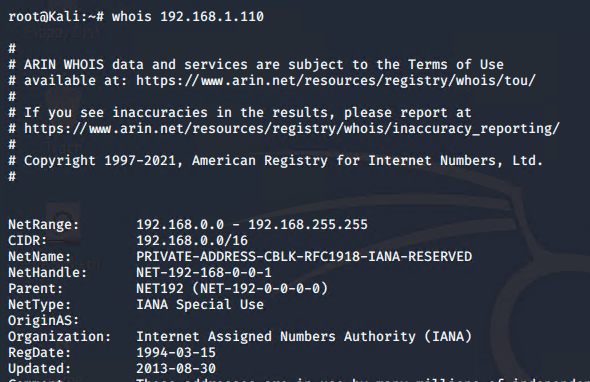 root@Kali:~# whois 192.168.1.110
#
# ARIN WHOIS data and services are subject to the Terms of Use
# available at: https://www.arin.net/resources/registry/whois/tou/
#
# If you see inaccuracies in the results, please report at
# https://www.arin.net/resources/registry/whois/inaccuracy_reporting/
#
# Copyright 1997-2021, American Registry for Internet Numbers, Ltd.
#
NetRange:       192.168.0.0 - 192.168.255.255
CIDR:           192.168.0.0/16
NetName:        PRIVATE-ADDRESS-CBLK-RFC1918-IANA-RESERVED
NetHandle:      NET-192-168-0-0-1
Parent:         NET192 (NET-192-0-0-0-0)
NetType:        IANA Special Use
OriginAS:
Organization:   Internet Assigned Numbers Authority (IANA)
RegDate:        1994-03-15
Updated:        2013-08-30